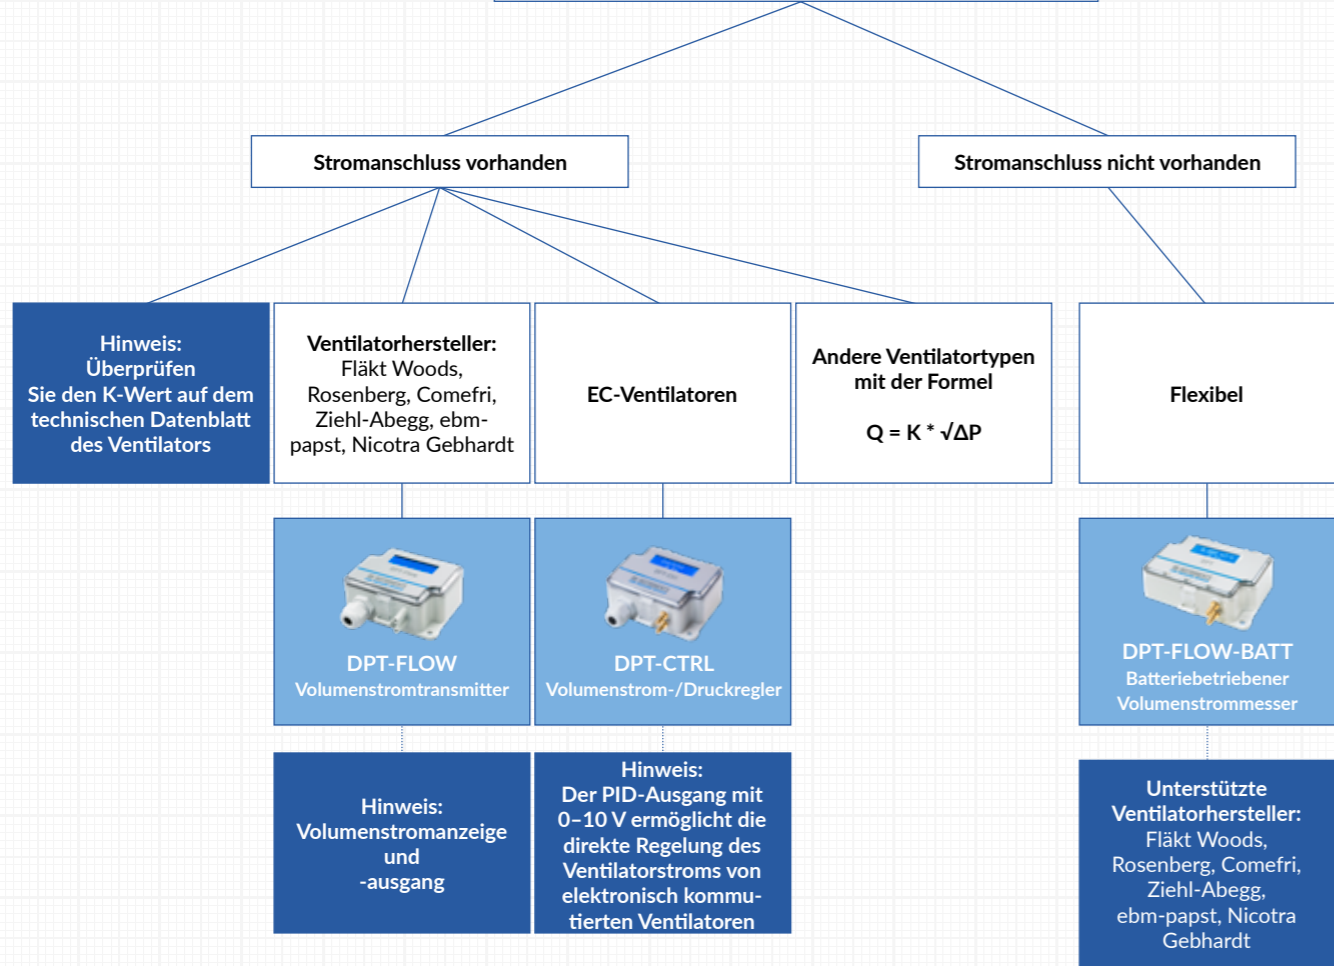 Stromanschluss vorhanden
Stromanschluss nicht vorhanden
Hinweis:
Überprüfen
Sie den K-Wert auf dem
technischen Datenblatt
des Ventilators
Ventilatorhersteller:
Fläkt Woods,
Rosenberg, Comefri,
Ziehl-Abegg, ebm-
papst, Nicotra Gebhardt
EC-Ventilatoren
Andere Ventilatortypen
mit der Formel
Q = K * √ΔP
Flexibel
DPT-FLOW
Volumenstromtransmitter
DPT-CTRL
Volumenstrom-/Druckregler
DPT-FLOW-BATT
Batteriebetriebener
Volumenstrommesser
Hinweis:
Volumenstromanzeige
und
-ausgang
Hinweis:
Der PID-Ausgang mit
0–10 V ermöglicht die
direkte Regelung des
Ventilatorstroms von
elektronisch kommu-
tierten Ventilatoren
Unterstützte
Ventilatorhersteller:
Fläkt Woods,
Rosenberg, Comefri,
Ziehl-Abegg,
ebm-papst, Nicotra
Gebhardt